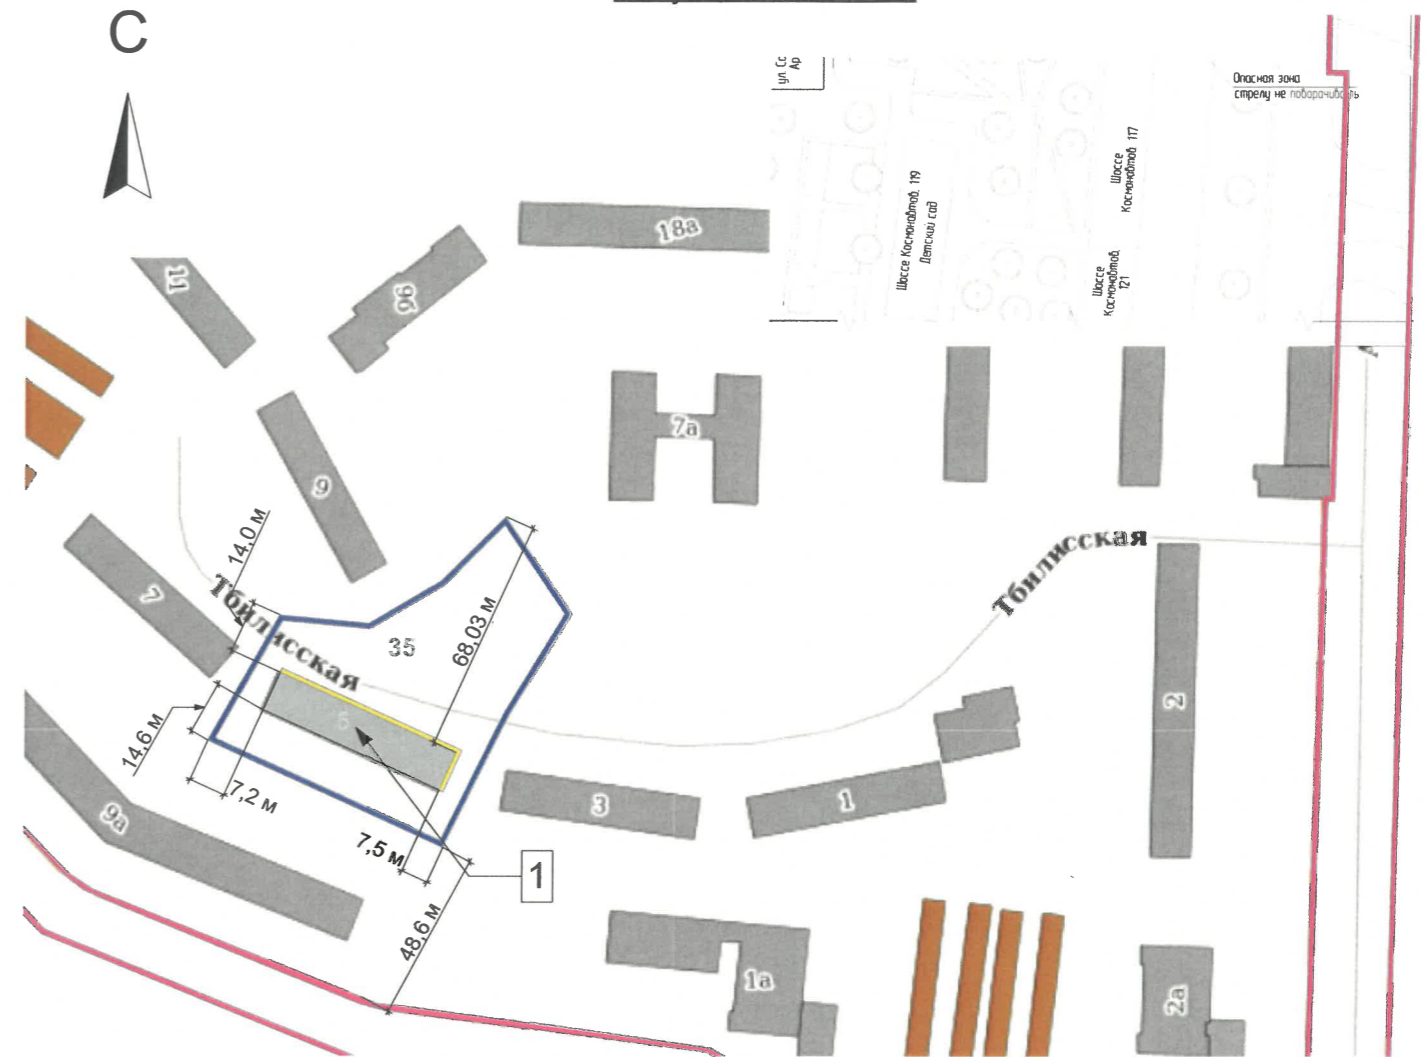 С
ул. Сс
Ар
Опасная зона
стрелу не поворачивать
Шоссе
Космонавтов 117
Шоссе Космонавтов. 119
Детский сад
Шоссе
Космонавтов.
121
18а
11
9б
7а
9
14,0 м
Тбилисская
7
Тбилисская
35
68,03 м
5
2
14,6 м
7,2 м
3
1
9а
7,5 м
1
48,6 м
1а
2а